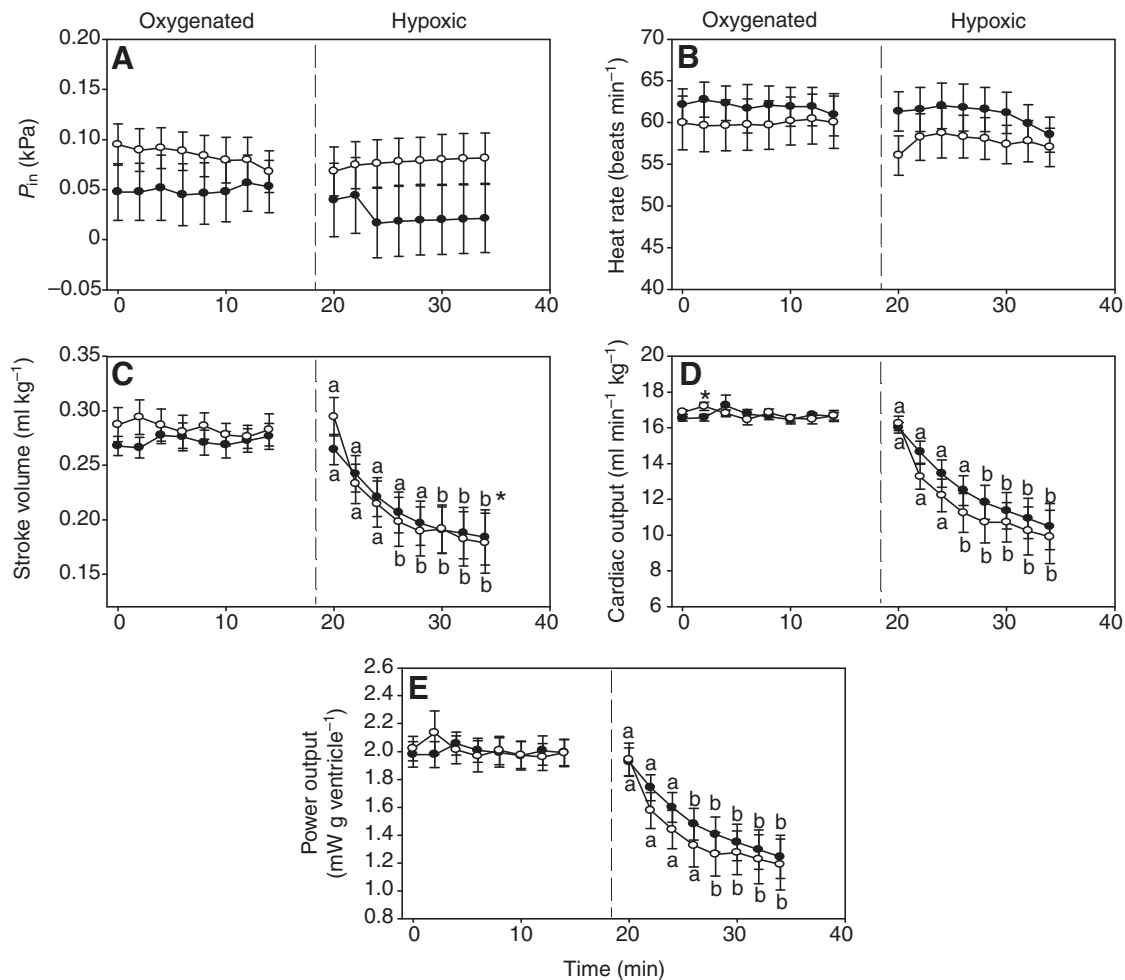 Oxygenated Hypoxic Oxygenated Hypoxic
A
0.20
0.15
0.10
0.05
0
–0.05
P_in (kPa)
0 10 20 30 40
B
70
65
60
55
50
45
40
Heat rate (beats min⁻¹)
0 10 20 30 40
C
0.35
0.30
0.25
0.20
0.15
Stroke volume (ml kg⁻¹)
a a a a a b b b *
a a a b b b b b
0 10 20 30 40
D
20
18
16
14
12
10
8
6
Cardiac output (ml min⁻¹ kg⁻¹)
*
a a a a b b b b
a a a b b b b b
0 10 20 30 40
E
2.6
2.4
2.2
2.0
1.8
1.6
1.4
1.2
1.0
0.8
Power output
(mW g ventricle⁻¹)
a a a b b b b b
a a a a b b b b
0 10 20 30 40
Time (min)